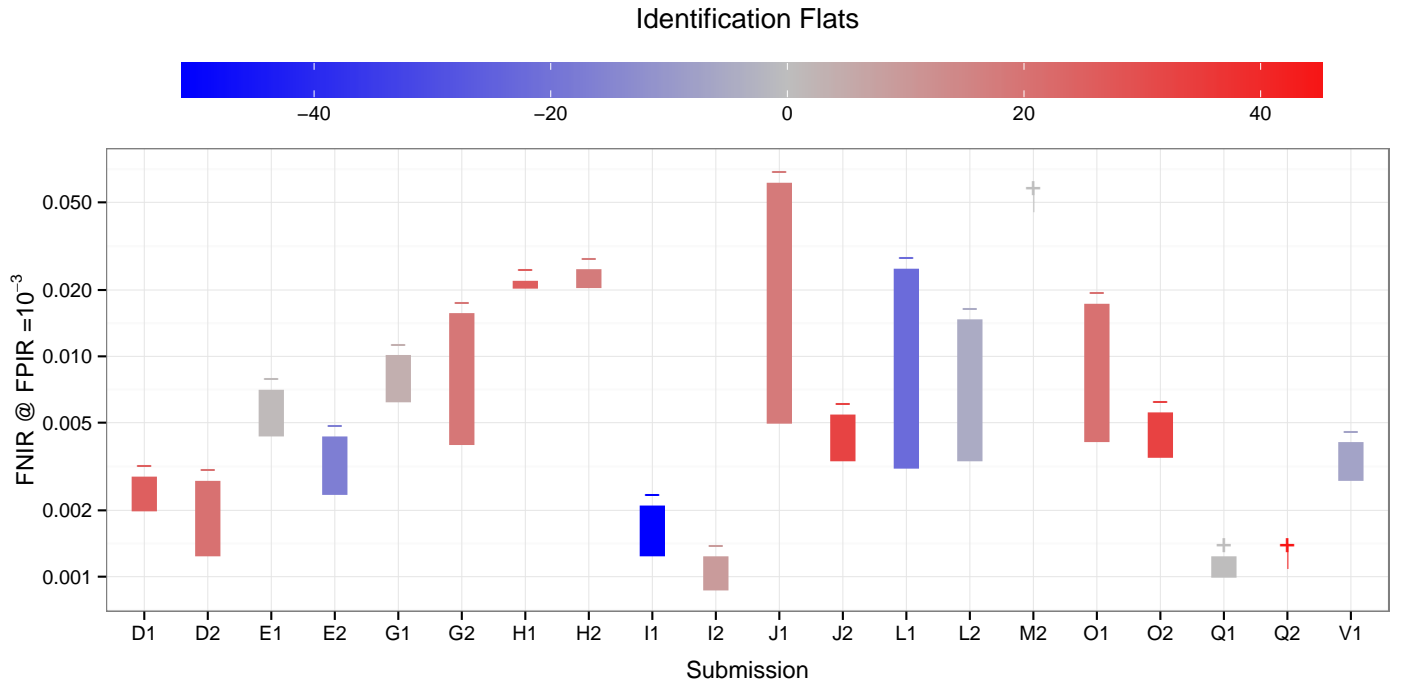 Identification Flats
−40 −20 0 20 40
FNIR @ FPIR =10⁻³
0.050
0.020
0.010
0.005
0.002
0.001
D1 D2 E1 E2 G1 G2 H1 H2 I1 I2 J1 J2 L1 L2 M2 O1 O2 Q1 Q2 V1
Submission